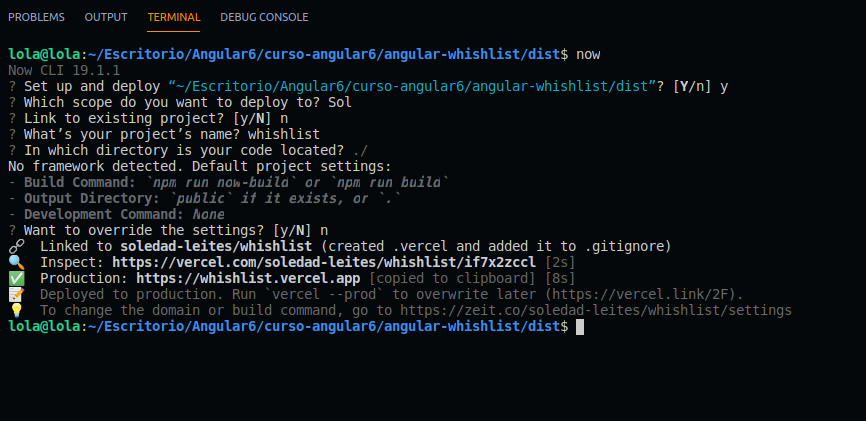 PROBLEMS OUTPUT TERMINAL DEBUG CONSOLE
lola@lola:~/Escritorio/Angular6/curso-angular6/angular-whishlist/dist$ now
Now CLI 19.1.1
? Set up and deploy “~/Escritorio/Angular6/curso-angular6/angular-whishlist/dist”? [Y/n] y
? Which scope do you want to deploy to? Sol
? Link to existing project? [y/N] n
? What’s your project’s name? whishlist
? In which directory is your code located? ./
No framework detected. Default project settings:
- Build Command: `npm run now-build` or `npm run build`
- Output Directory: `public` if it exists, or `.`
- Development Command: None
? Want to override the settings? [y/N] n
🔗 Linked to soledad-leites/whishlist (created .vercel and added it to .gitignore)
🔍 Inspect: https://vercel.com/soledad-leites/whishlist/if7x2zccl [2s]
✅ Production: https://whishlist.vercel.app [copied to clipboard] [8s]
📝 Deployed to production. Run `vercel --prod` to overwrite later (https://vercel.link/2F).
💡 To change the domain or build command, go to https://zeit.co/soledad-leites/whishlist/settings
lola@lola:~/Escritorio/Angular6/curso-angular6/angular-whishlist/dist$